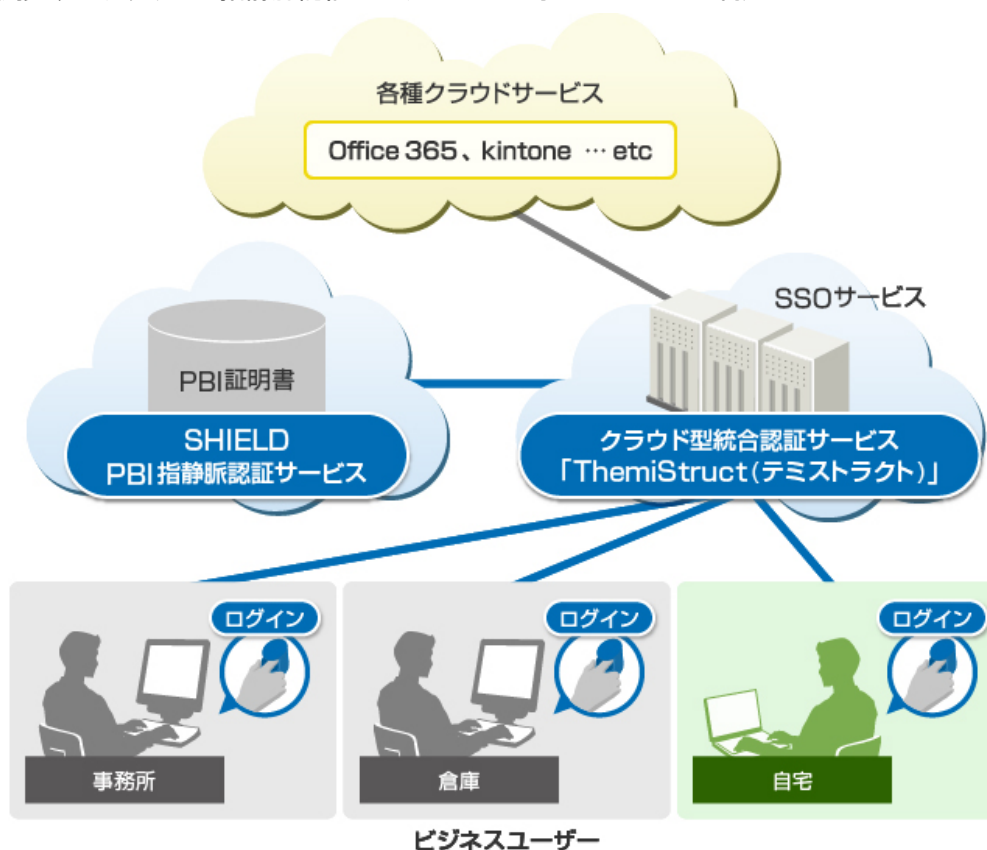 各種クラウドサービス
Office 365、kintone … etc
SSOサービス
PBI証明書
SHIELD
PBI指静脈認証サービス
クラウド型統合認証サービス
「ThemiStruct(テミストラクト)」
ログイン
ログイン
ログイン
事務所
倉庫
自宅
ビジネスユーザー